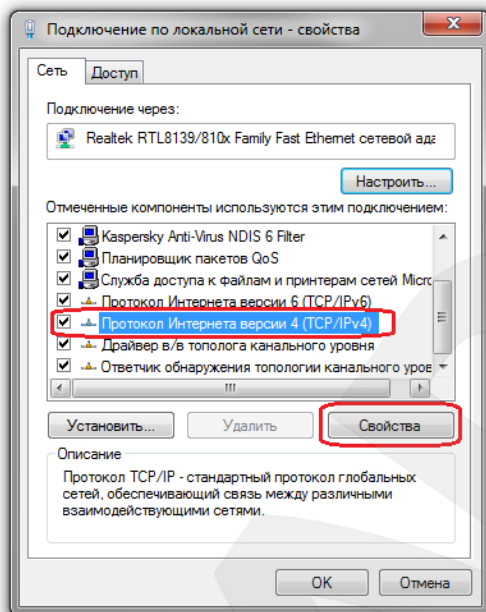 Подключение по локальной сети - свойства
Сеть
Доступ
Подключение через:
Realtek RTL8139/810x Family Fast Ethernet сетевой ада
Настроить...
Отмеченные компоненты используются этим подключением:
Kaspersky Anti-Virus NDIS 6 Filter
Планировщик пакетов QoS
Служба доступа к файлам и принтерам сетей Micro
Протокол Интернета версии 6 (TCP/IPv6)
Протокол Интернета версии 4 (TCP/IPv4)
Драйвер в/в тополога канального уровня
Ответчик обнаружения топологии канального уров
Установить...
Удалить
Свойства
Описание
Протокол TCP/IP - стандартный протокол глобальных
сетей, обеспечивающий связь между различными
взаимодействующими сетями.
OK
Отмена